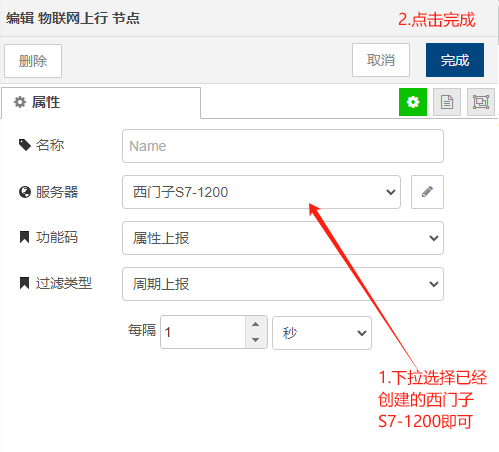 编辑 物联网上行 节点
2.点击完成
删除
取消
完成
属性
名称
Name
服务器
西门子S7-1200
功能码
属性上报
过滤类型
周期上报
每隔
1
秒
1.下拉选择已经
创建的西门子
S7-1200即可